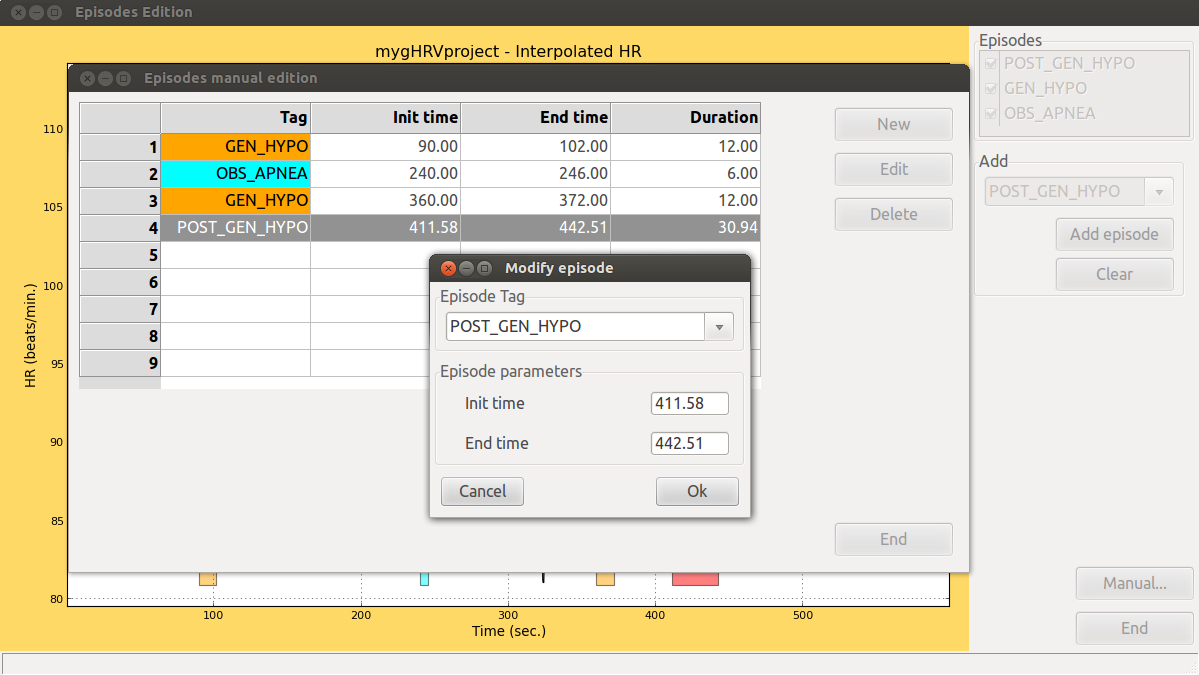 Episodes Edition
mygHRVproject - Interpolated HR
Episodes manual edition
Tag Init time End time Duration
1 GEN_HYPO 90.00 102.00 12.00
2 OBS_APNEA 240.00 246.00 6.00
3 GEN_HYPO 360.00 372.00 12.00
4 POST_GEN_HYPO 411.58 442.51 30.94
5
6
7
8
9
New
Edit
Delete
End
Modify episode
Episode Tag
POST_GEN_HYPO
Episode parameters
Init time 411.58
End time 442.51
Cancel Ok
HR (beats/min.)
110
105
100
95
90
85
80
100 200 300 400 500
Time (sec.)
Episodes
POST_GEN_HYPO
GEN_HYPO
OBS_APNEA
Add
POST_GEN_HYPO
Add episode
Clear
Manual...
End